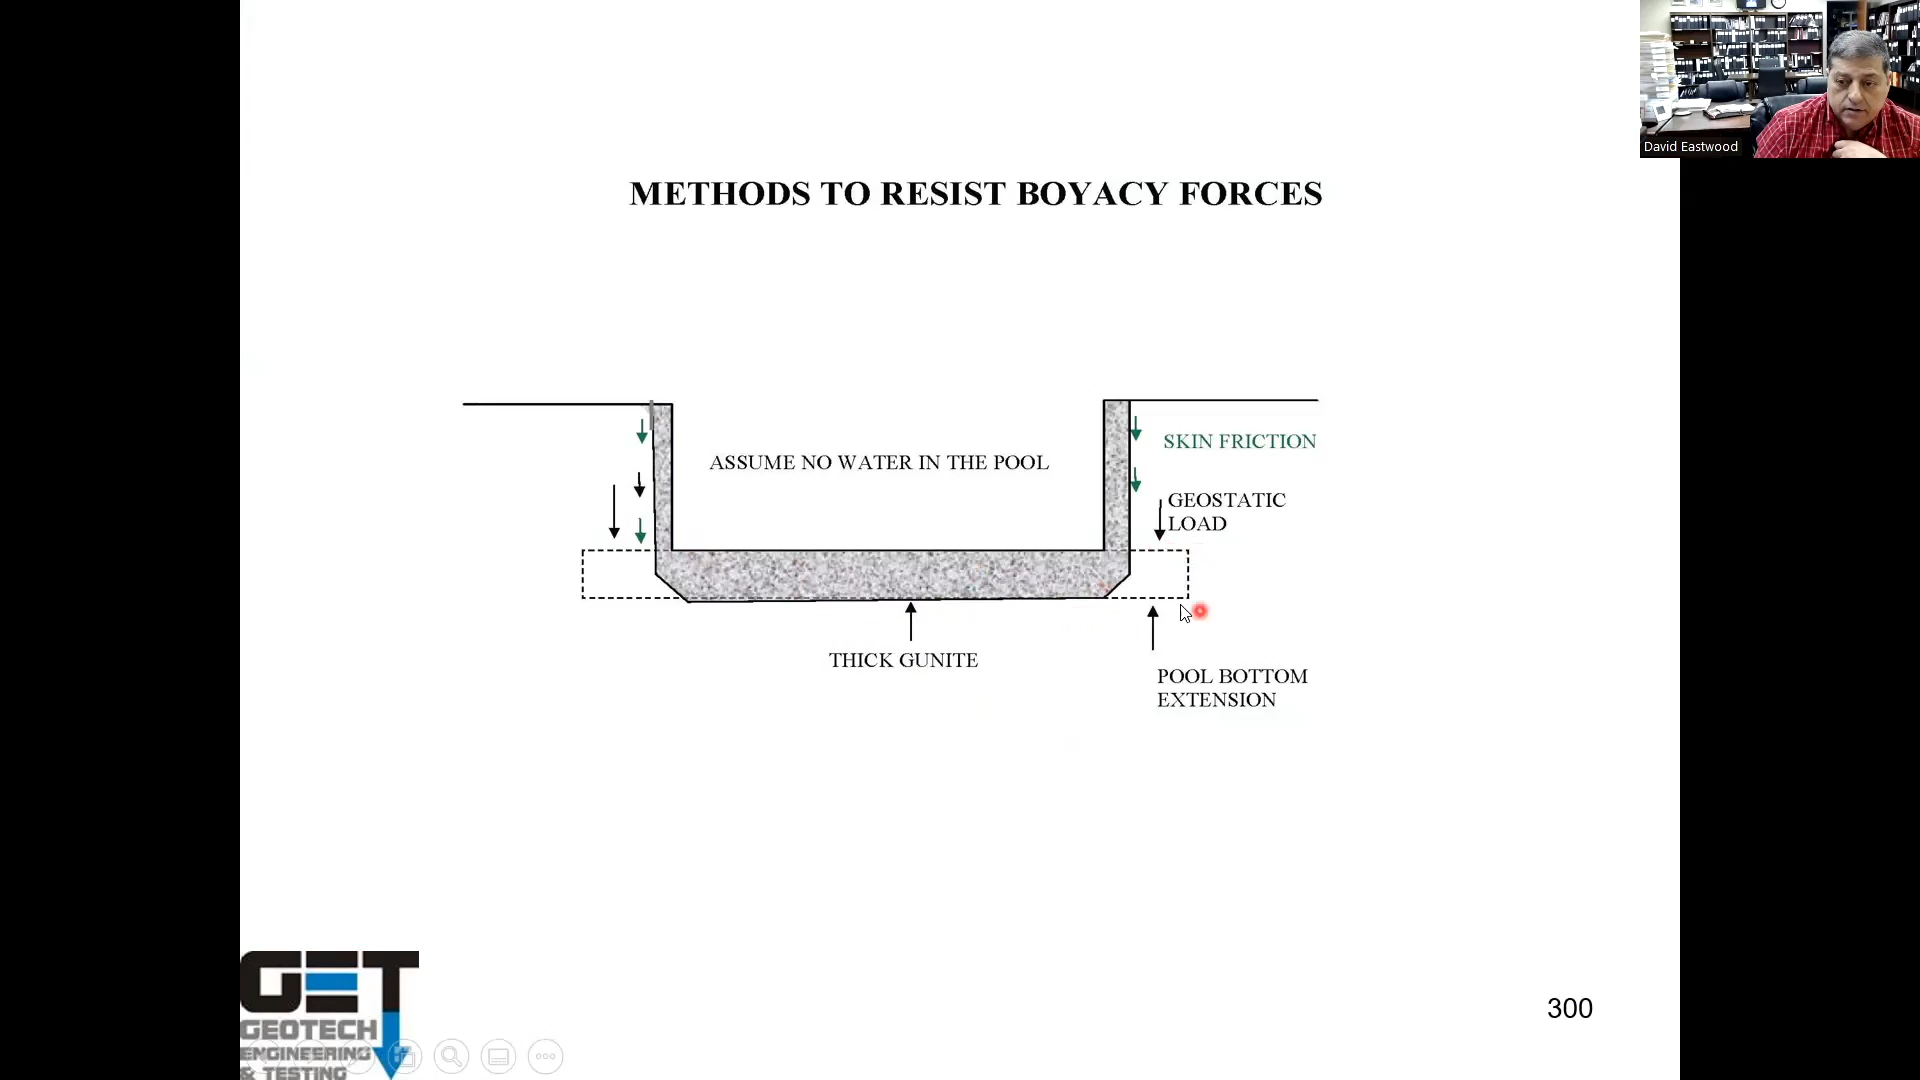 David Eastwood
METHODS TO RESIST BOYACY FORCES
SKIN FRICTION
ASSUME NO WATER IN THE POOL
GEOSTATIC
LOAD
THICK GUNITE
POOL BOTTOM
EXTENSION
GET
GEOTECH
ENGINEERING
& TESTING
300